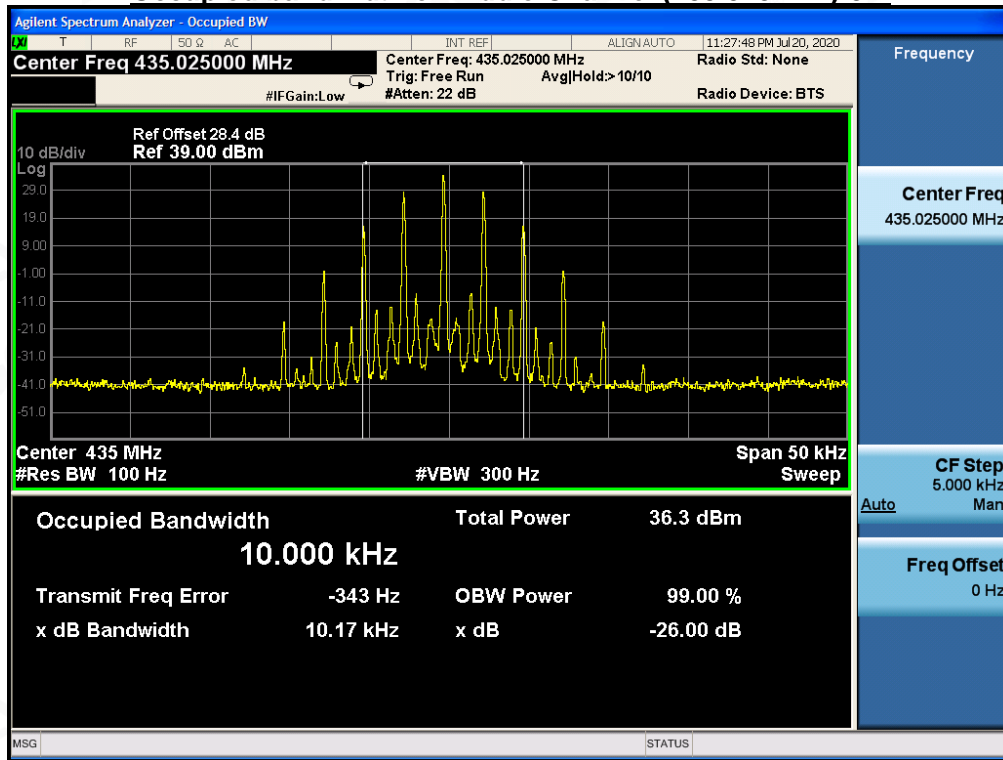 Agilent Spectrum Analyzer - Occupied BW
LXI T RF 50 Ω AC INT REF ALIGN AUTO 11:27:48 PM Jul 20, 2020
Center Freq 435.025000 MHz
Center Freq: 435.025000 MHz
Radio Std: None
Trig: Free Run Avg|Hold:> 10/10
#IFGain:Low
#Atten: 22 dB
Radio Device: BTS
Ref Offset 28.4 dB
10 dB/div Ref 39.00 dBm
Log
29.0
19.0
9.00
-1.00
-11.0
-21.0
-31.0
-41.0
-51.0
Center 435 MHz Span 50 kHz
#Res BW 100 Hz #VBW 300 Hz Sweep
Occupied Bandwidth Total Power 36.3 dBm
10.000 kHz
Transmit Freq Error -343 Hz OBW Power 99.00 %
x dB Bandwidth 10.17 kHz x dB -26.00 dB
MSG STATUS
Frequency
Center Freq
435.025000 MHz
CF Step
5.000 kHz
Auto Man
Freq Offset
0 Hz